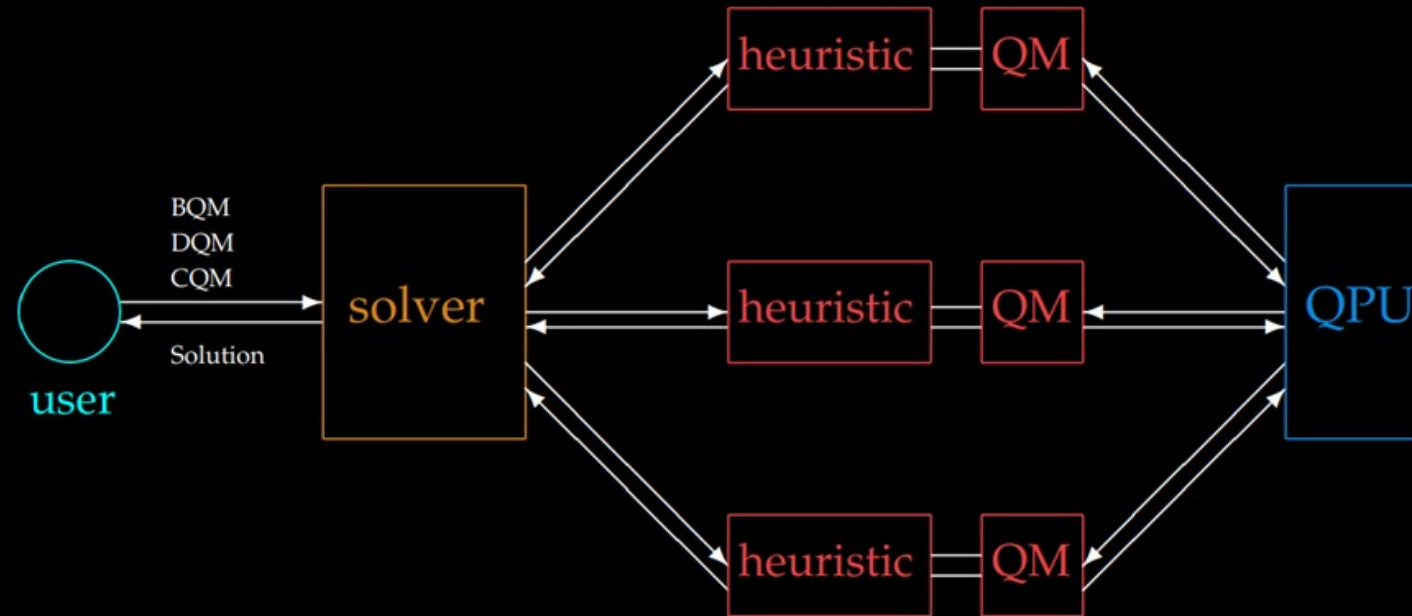 heuristic
QM
BQM
DQM
CQM
solver
heuristic
QM
QPU
Solution
user
heuristic
QM